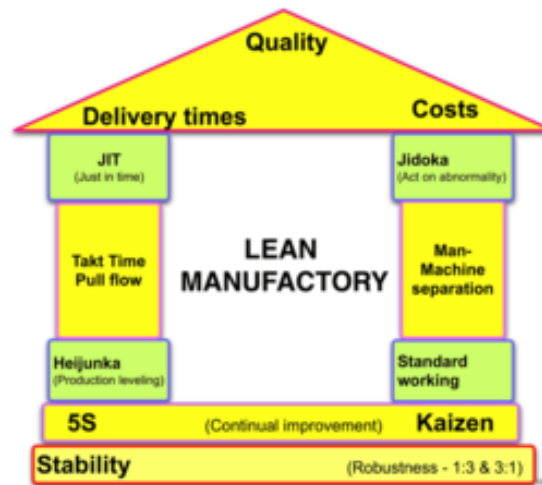 Quality
Delivery times Costs
JIT
(Just in time)
Jidoka
(Act on abnormality)
Takt Time
Pull flow
LEAN
MANUFACTORY
Man-
Machine
separation
Heijunka
(Production leveling)
Standard
working
5S (Continual improvement) Kaizen
Stability (Robustness - 1:3 & 3:1)